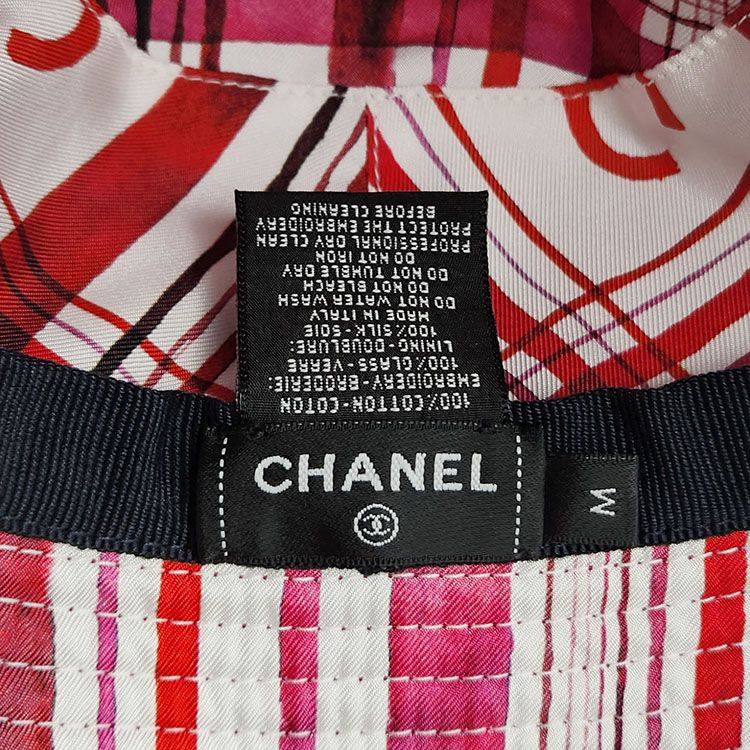 100% COTTON-COTON
EMBROIDERY-BRODERIE:
100% GLASS-VERRE
LINING-DOUBLURE:
100% SILK-SOIE
MADE IN ITALY
DO NOT WATER WASH
DO NOT BLEACH
DO NOT TUMBLE DRY
DO NOT IRON
PROFESSIONAL DRY CLEAN
PROTECT THE EMBROIDERY
BEFORE CLEANING
CHANEL
M